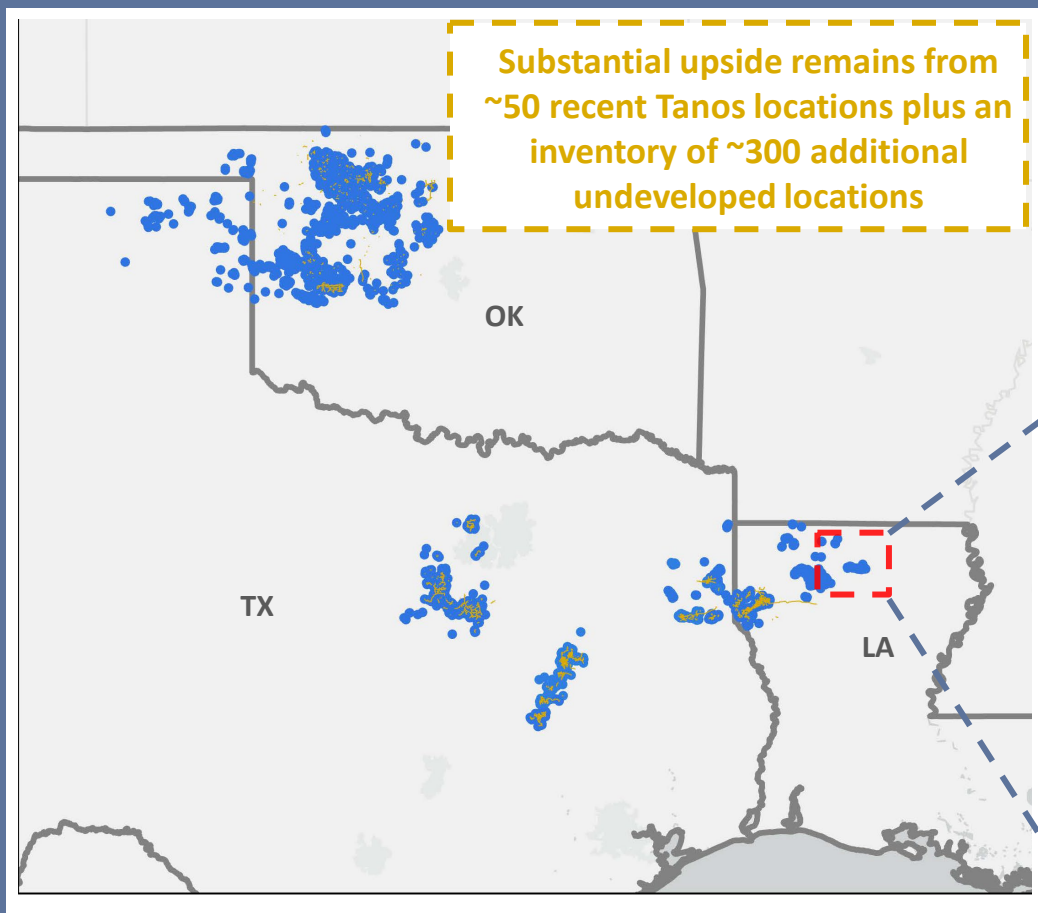 Substantial upside remains from
~50 recent Tanos locations plus an
inventory of ~300 additional
undeveloped locations
OK
TX
LA